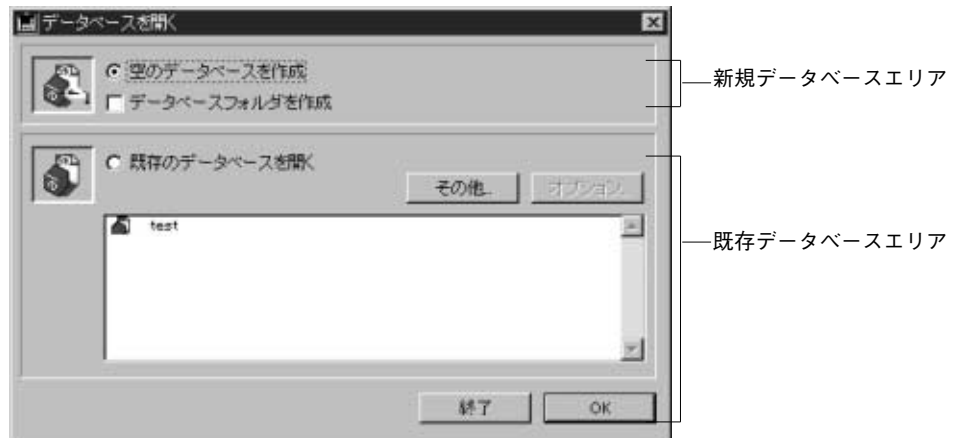 データベースを開く
空のデータベースを作成
データベースフォルダを作成
新規データベースエリア
既存のデータベースを開く
その他...
オプション...
test
既存データベースエリア
終了
OK